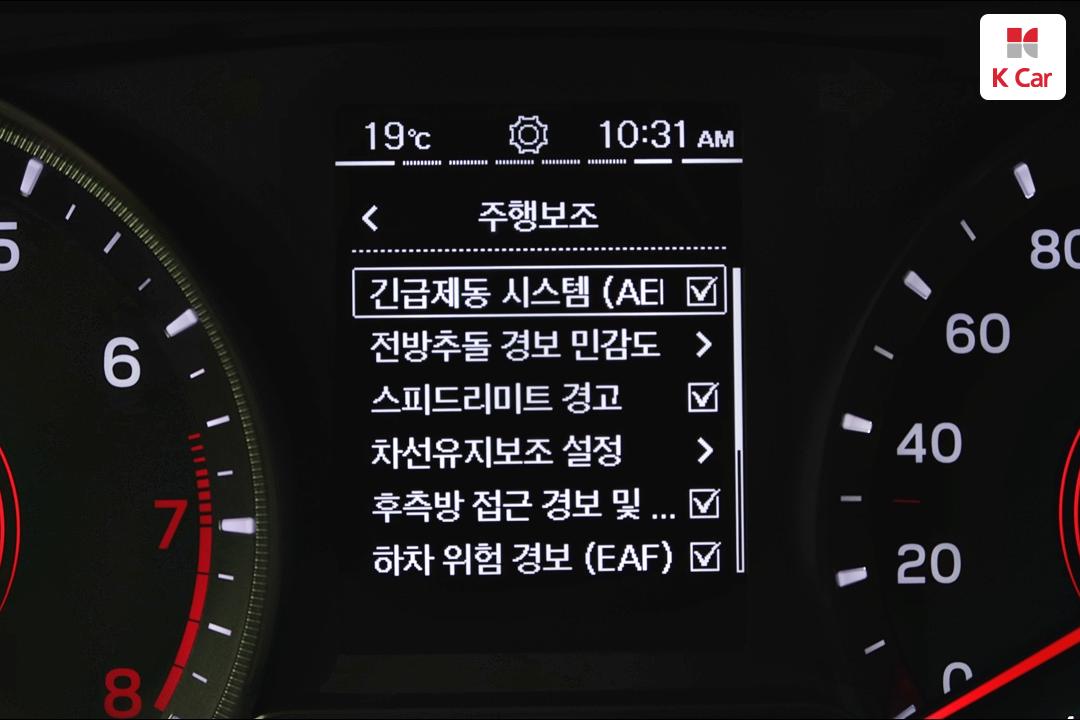 K Car
19℃
10:31 AM
주행보조
긴급제동 시스템 (AE
전방추돌 경보 민감도
스피드리미트 경고
차선유지보조 설정
후측방 접근 경보 및 ...
하차 위험 경보 (EAF)
5
6
7
8
80
60
40
20
0